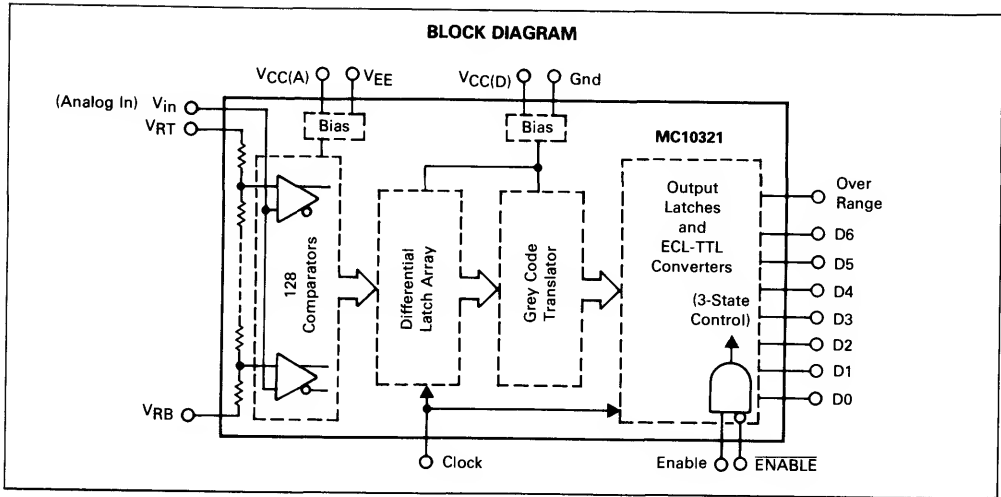 BLOCK DIAGRAM
VCC(A) VEE VCC(D) Gnd
(Analog In) Vin
VRT
Bias
Bias
MC10321
128
Comparators
Differential
Latch Array
Grey Code
Translator
Output
Latches
and
ECL-TTL
Converters
(3-State
Control)
Over
Range
D6
D5
D4
D3
D2
D1
D0
VRB
Clock
Enable ENABLE